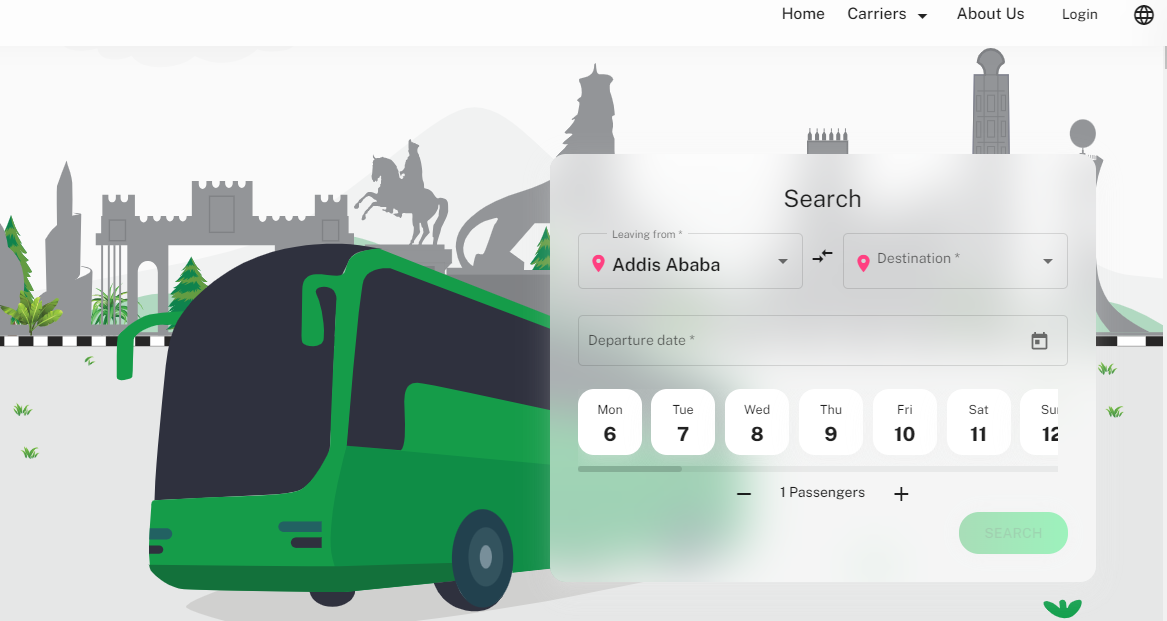 Home Carriers About Us Login
Search
Leaving from *
Addis Ababa
Destination *
Departure date *
Mon Tue Wed Thu Fri Sat Su
6 7 8 9 10 11 12
1 Passengers
SEARCH